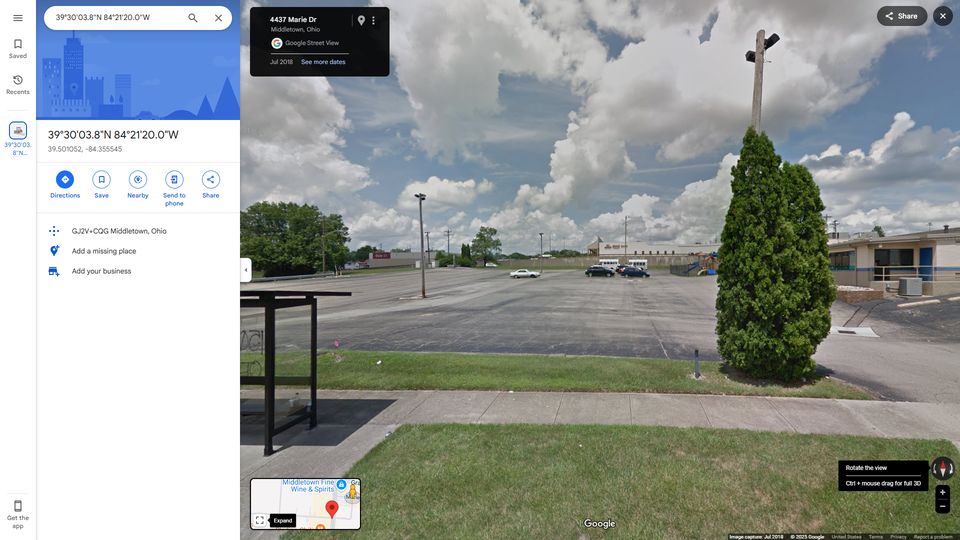 39°30'03.8"N 84°21'20.0"W
Saved
Recents
39°30'03.
8"N...
Get the
app
39°30'03.8"N 84°21'20.0"W
39.501052, -84.355545
Directions
Save
Nearby
Send to
phone
Share
GJ2V+CQG Middletown, Ohio
Add a missing place
Add your business
4437 Marie Dr
Middletown, Ohio
Google Street View
Jul 2018 See more dates
Share
Middletown Fine
Wine & Spirits
Expand
Google
Rotate the view
Ctrl + mouse drag for full 3D
Image capture: Jul 2018 © 2025 Google United States Terms Privacy Report a problem